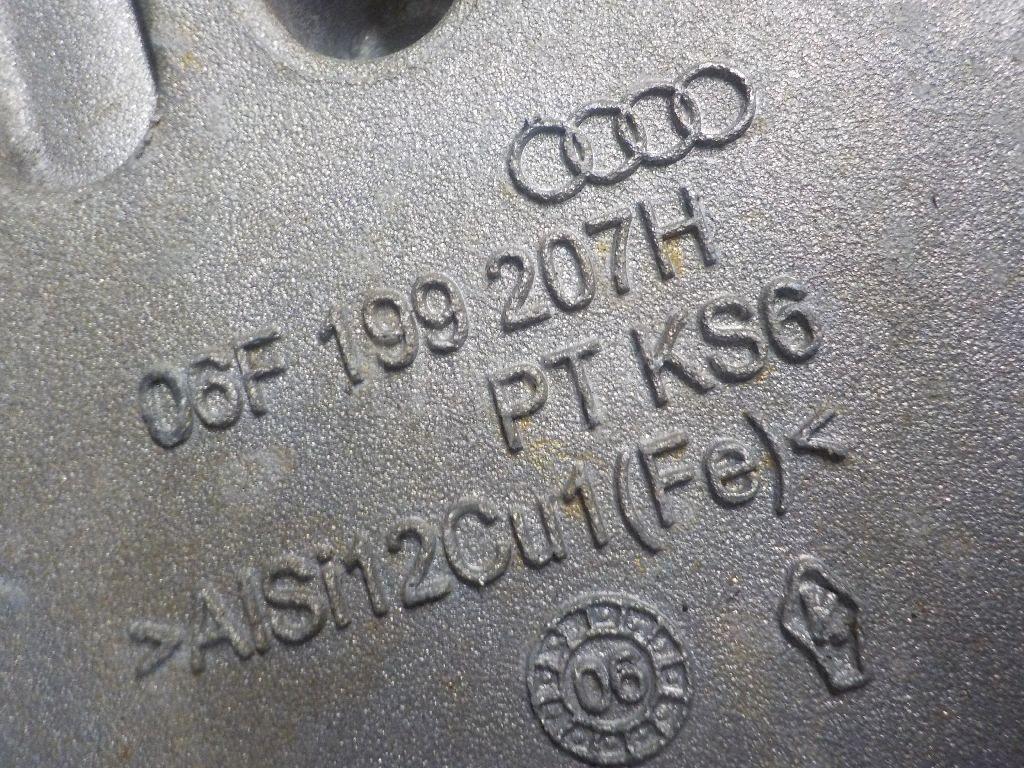 06F 199 207H
PT KS6
>AlSi12Cu1(Fe)<
06